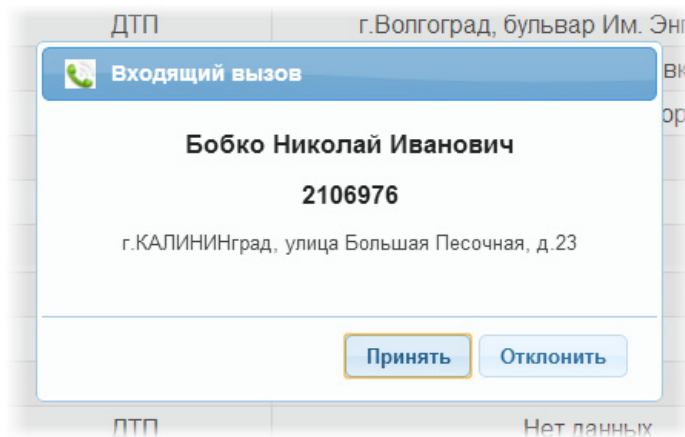 ДТП г.Волгоград, бульвар Им.
Входящий вызов
Бобко Николай Иванович
2106976
г.КАЛИНИНград, улица Большая Песочная, д.23
Принять Отклонить
ДТП Нет данных